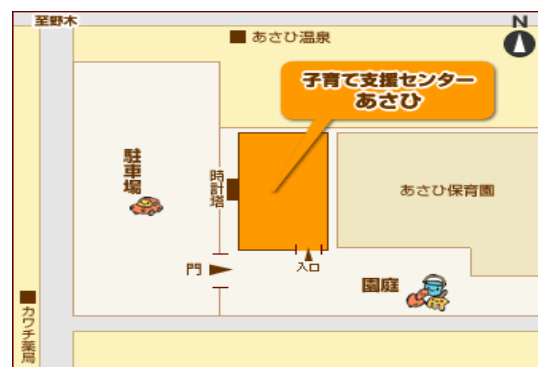 至野木
N
あさひ温泉
子育て支援センター
あさひ
駐車場
時計塔
あさひ保育園
門
入口
園庭
カワチ薬局